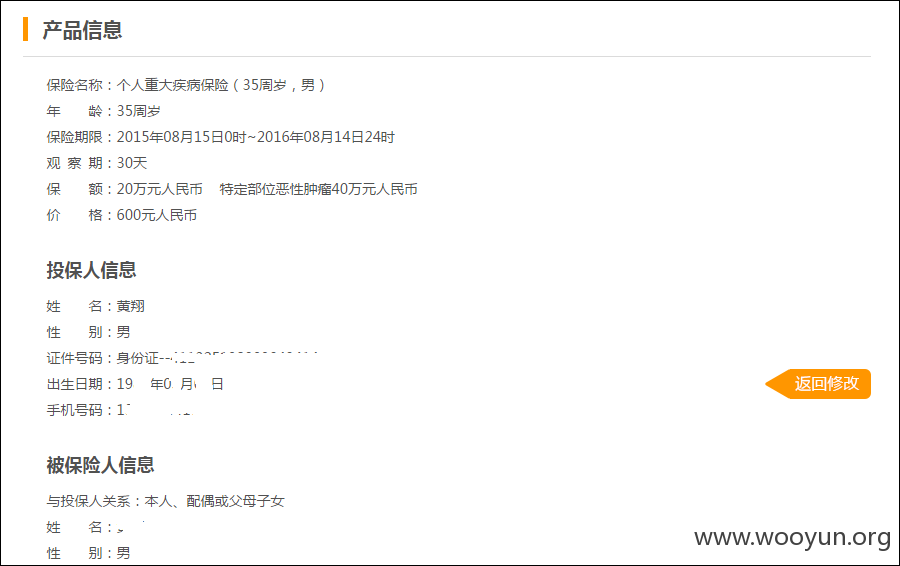 产品信息
保险名称：个人重大疾病保险（35周岁，男）
年 龄：35周岁
保险期限：2015年08月15日0时~2016年08月14日24时
观 察 期：30天
保 额：20万元人民币 特定部位恶性肿瘤40万元人民币
价 格：600元人民币
投保人信息
姓 名：黄翔
性 别：男
证件号码：身份证--
出生日期：19 年0 月 日
返回修改
手机号码：1
被保险人信息
与投保人关系：本人、配偶或父母子女
姓 名：
性 别：男
www.wooyun.org